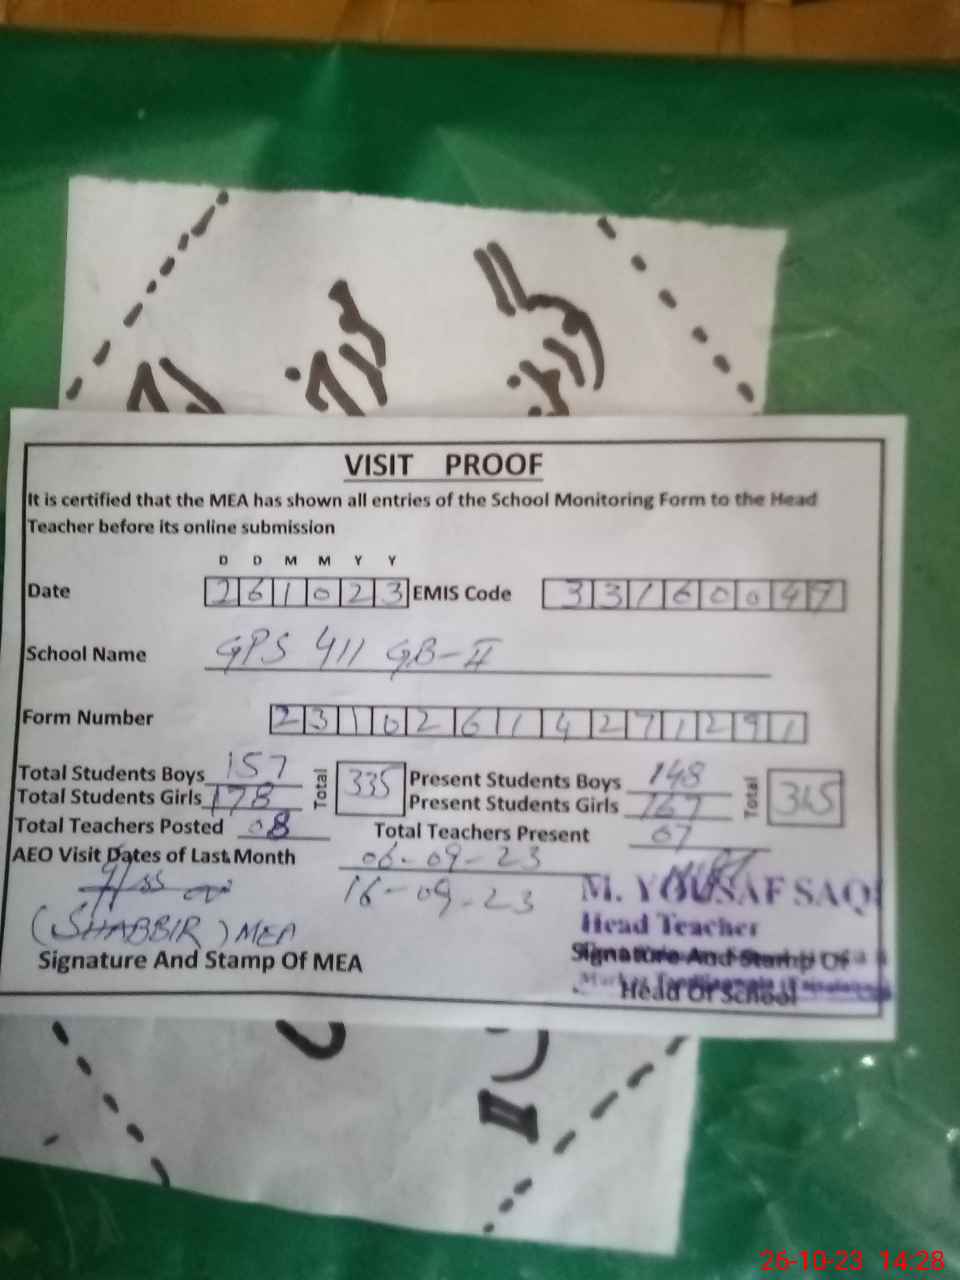 VISIT PROOF
It is certified that the MEA has shown all entries of the School Monitoring Form to the Head
Teacher before its online submission
D D M M Y Y
Date 261023 EMIS Code 33160047
School Name GPS 411 GB-II
Form Number 23102614271291
Total Students Boys 157 Total 335 Present Students Boys 148 Total 315
Total Students Girls 178 Present Students Girls 167
Total Teachers Posted 08 Total Teachers Present 07
AEO Visit Dates of Last Month 06-09-23
16-09-23
M. YOUSAF SAQI
Head Teacher
(SHABBIR) MEA
Signature And Stamp Of MEA
Signature And Stamp Of
Head Of School
26-10-23 14:28